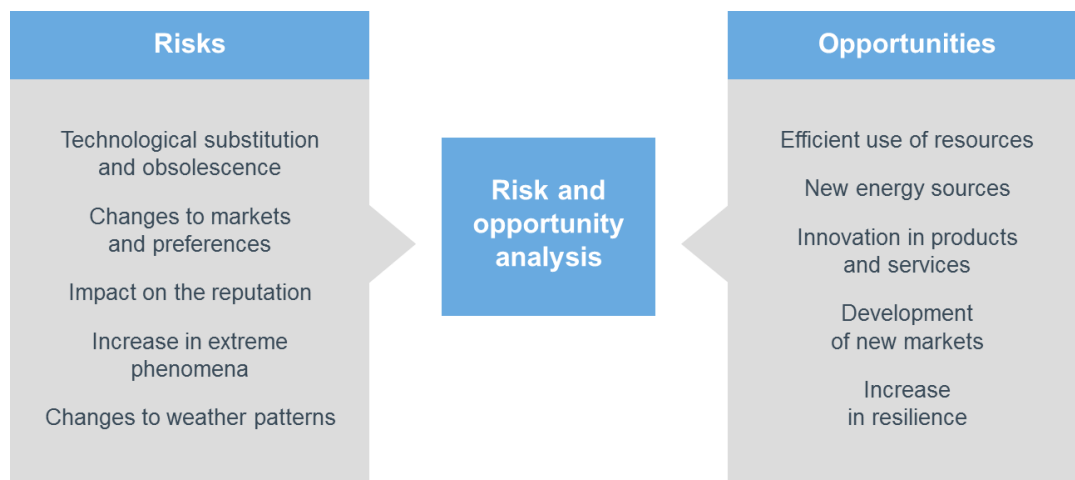 Risks
Technological substitution
and obsolescence
Changes to markets
and preferences
Impact on the reputation
Increase in extreme
phenomena
Changes to weather patterns
Risk and
opportunity
analysis
Opportunities
Efficient use of resources
New energy sources
Innovation in products
and services
Development
of new markets
Increase
in resilience